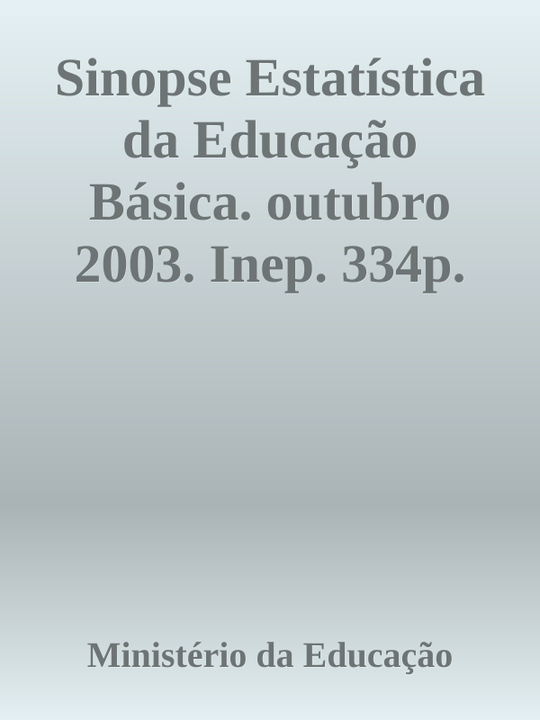 Sinopse Estatística
da Educação
Básica. outubro
2003. Inep. 334p.
Ministério da Educação